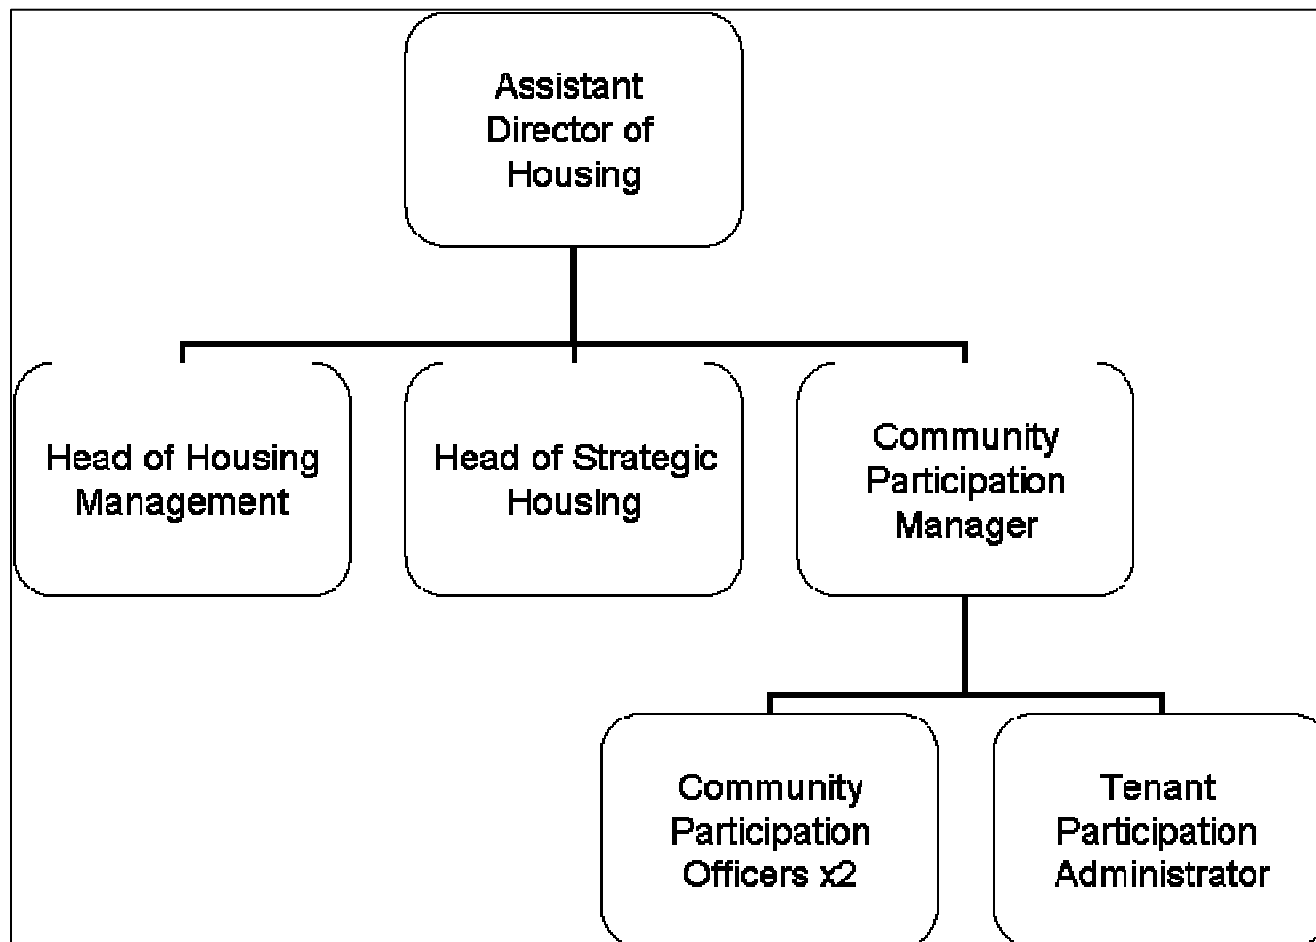 Assistant
Director of
Housing
Head of Housing
Management
Head of Strategic
Housing
Community
Participation
Manager
Community
Participation
Officers x2
Tenant
Participation
Administrator